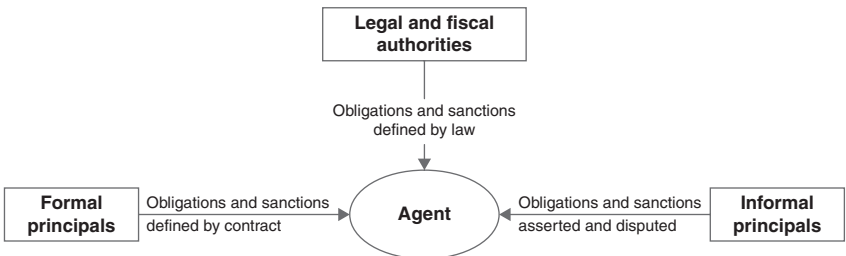 Legal and fiscal
authorities
Obligations and sanctions
defined by law
Formal
principals
Obligations and sanctions
defined by contract
Agent
Obligations and sanctions
asserted and disputed
Informal
principals